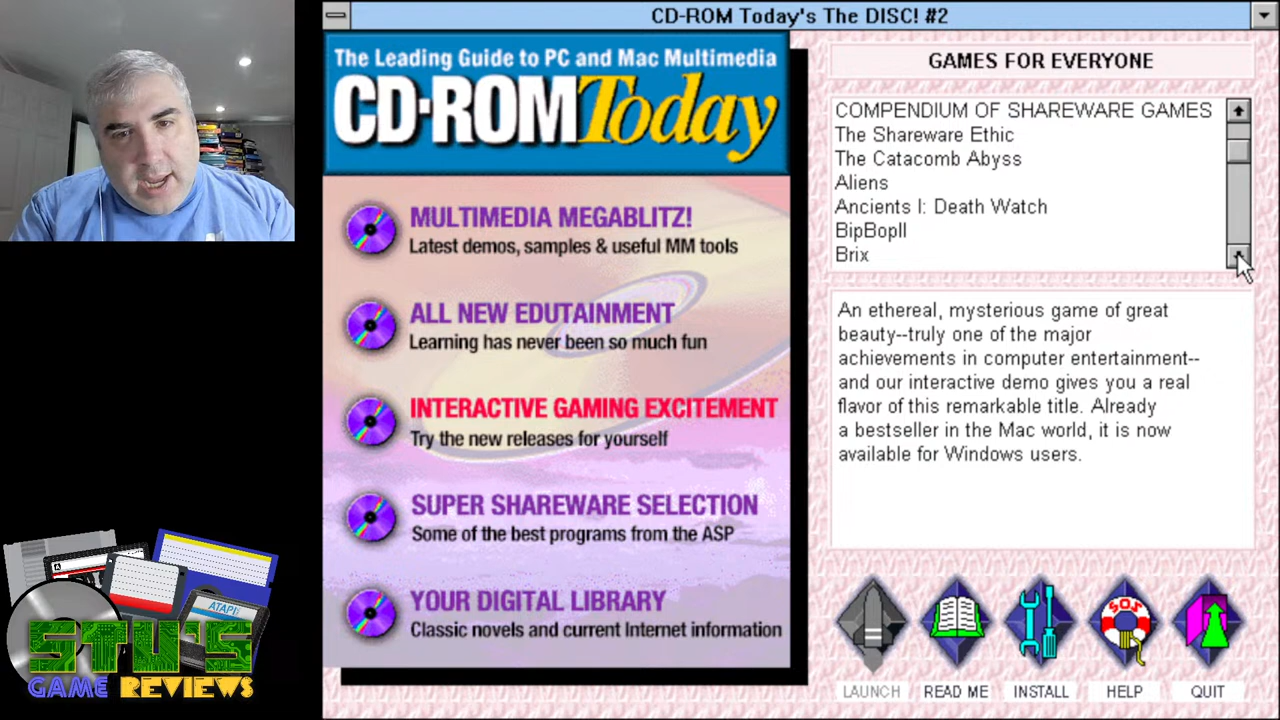 CD-ROM Today's The DISC! #2
The Leading Guide to PC and Mac Multimedia
CD-ROM Today
MULTIMEDIA MEGABLITZ!
Latest demos, samples & useful MM tools
ALL NEW EDUTAINMENT
Learning has never been so much fun
INTERACTIVE GAMING EXCITEMENT
Try the new releases for yourself
SUPER SHAREWARE SELECTION
Some of the best programs from the ASP
YOUR DIGITAL LIBRARY
Classic novels and current Internet information
GAMES FOR EVERYONE
COMPENDIUM OF SHAREWARE GAMES
The Shareware Ethic
The Catacomb Abyss
Aliens
Ancients I: Death Watch
BipBopII
Brix
An ethereal, mysterious game of great
beauty--truly one of the major
achievements in computer entertainment--
and our interactive demo gives you a real
flavor of this remarkable title. Already
a bestseller in the Mac world, it is now
available for Windows users.
S.O.S
LAUNCH READ ME INSTALL HELP QUIT
ATARI
STU'S
GAME REVIEWS